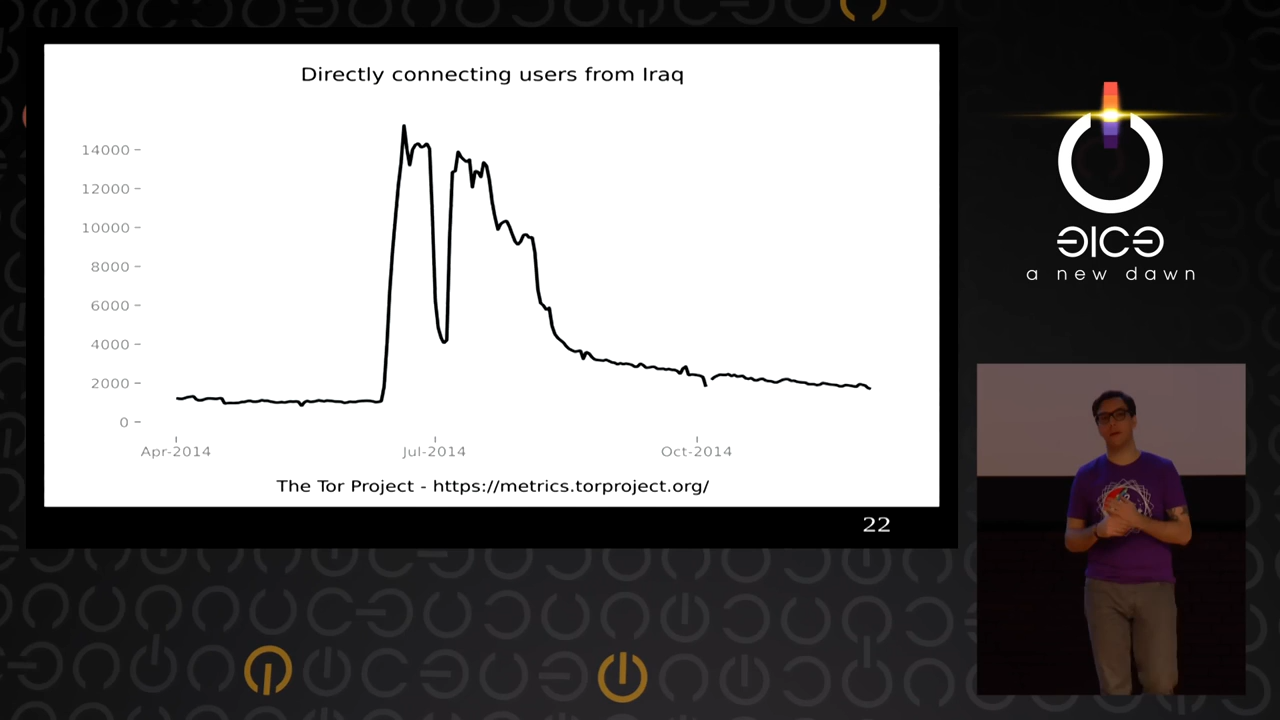 Directly connecting users from Iraq
14000
12000
10000
8000
6000
4000
2000
0
Apr-2014
Jul-2014
Oct-2014
The Tor Project - https://metrics.torproject.org/
22
a new dawn